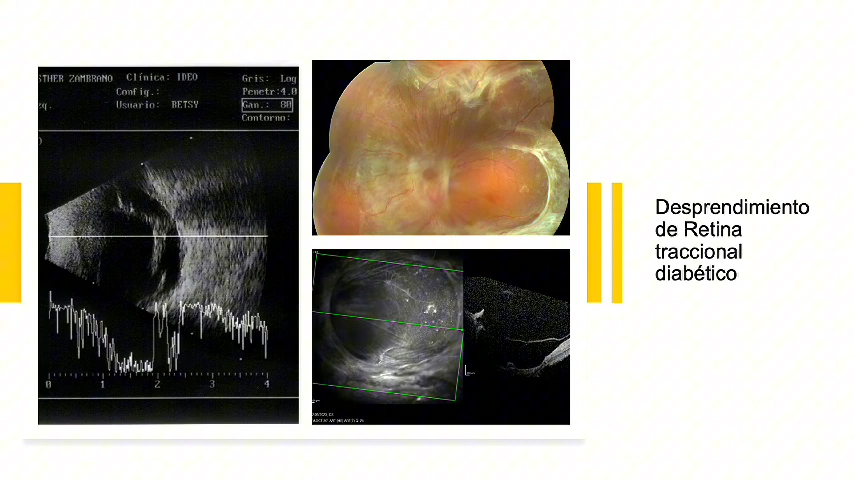 STHER ZAMBRANO Clínica: IDEO Gris: Log
Config.: Penetr:4.0
zq. Usuario: BETSY Gan.: 80
Contorno:
0 1 2 3 4
Desprendimiento
de Retina
traccional
diabético